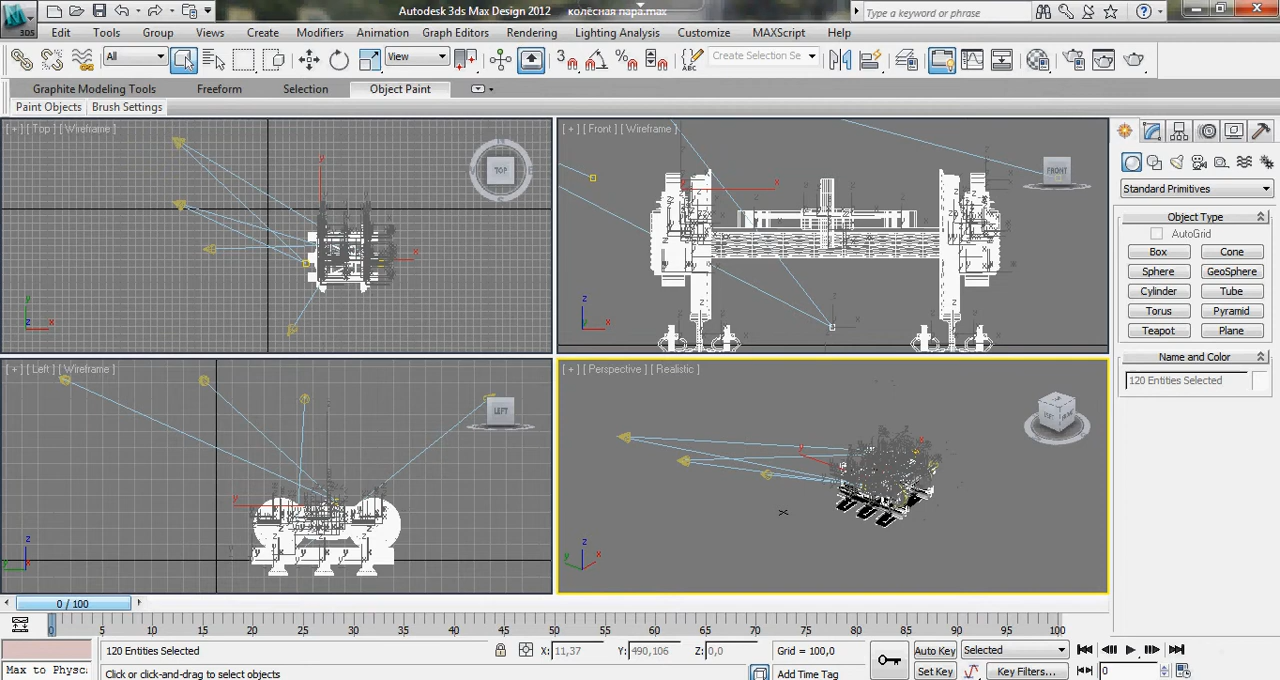 Autodesk 3ds Max Design 2012 колёсная пара.max
Type a keyword or phrase
3DS
Edit Tools Group Views Create Modifiers Animation Graph Editors Rendering Lighting Analysis Customize MAXScript Help
All
View
3
ABC
Create Selection Se
Graphite Modeling Tools Freeform Selection Object Paint
Paint Objects Brush Settings
[ + ] [ Top ] [ Wireframe ]
TOP
[ + ] [ Front ] [ Wireframe ]
FRONT
Standard Primitives
Object Type
AutoGrid
Box Cone
Sphere GeoSphere
Cylinder Tube
Torus Pyramid
Teapot Plane
Name and Color
120 Entities Selected
[ + ] [ Left ] [ Wireframe ]
LEFT
[ + ] [ Perspective ] [ Realistic ]
0 / 100
0 5 10 15 20 25 30 35 40 45 50 55 60 65 70 75 80 85 90 95 100
120 Entities Selected
X: 11,37
Y: 490,106
Z: 0,0
Grid = 100,0
Auto Key
Selected
Max to Physc
Click or click-and-drag to select objects
Add Time Tag
Set Key
Key Filters...
0